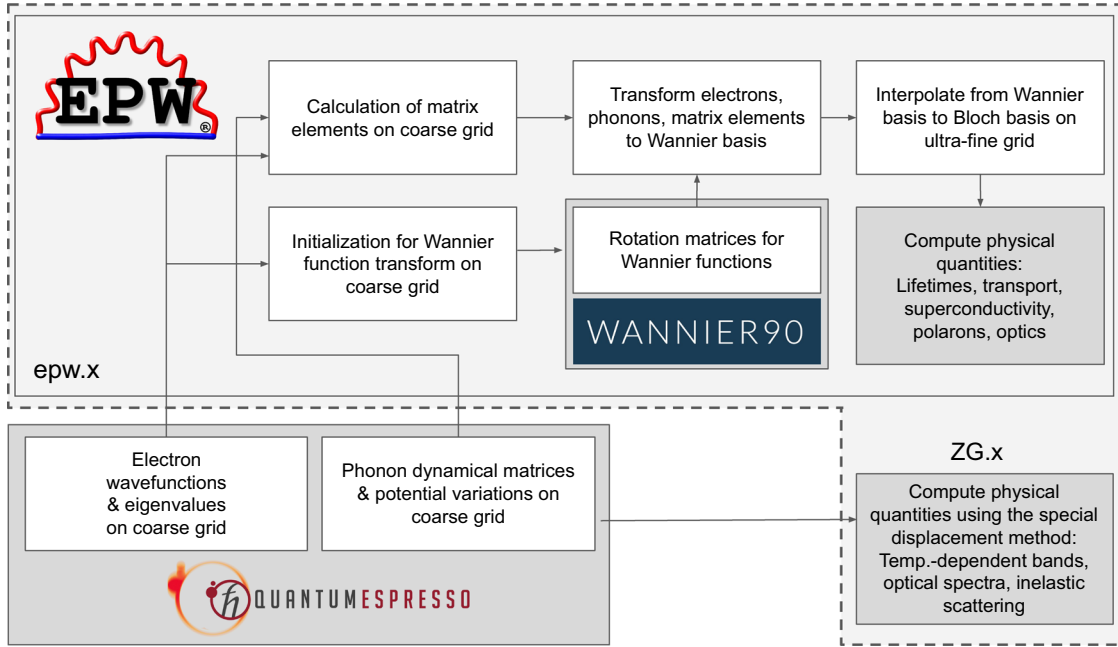 EPW
®
Calculation of matrix
elements on coarse grid
Transform electrons,
phonons, matrix elements
to Wannier basis
Interpolate from Wannier
basis to Bloch basis on
ultra-fine grid
Initialization for Wannier
function transform on
coarse grid
Rotation matrices for
Wannier functions
WANNIER90
Compute physical
quantities:
Lifetimes, transport,
superconductivity,
polarons, optics
epw.x
Electron
wavefunctions
& eigenvalues
on coarse grid
Phonon dynamical matrices
& potential variations on
coarse grid
ħ QUANTUMESPRESSO
ZG.x
Compute physical
quantities using the special
displacement method:
Temp.-dependent bands,
optical spectra, inelastic
scattering